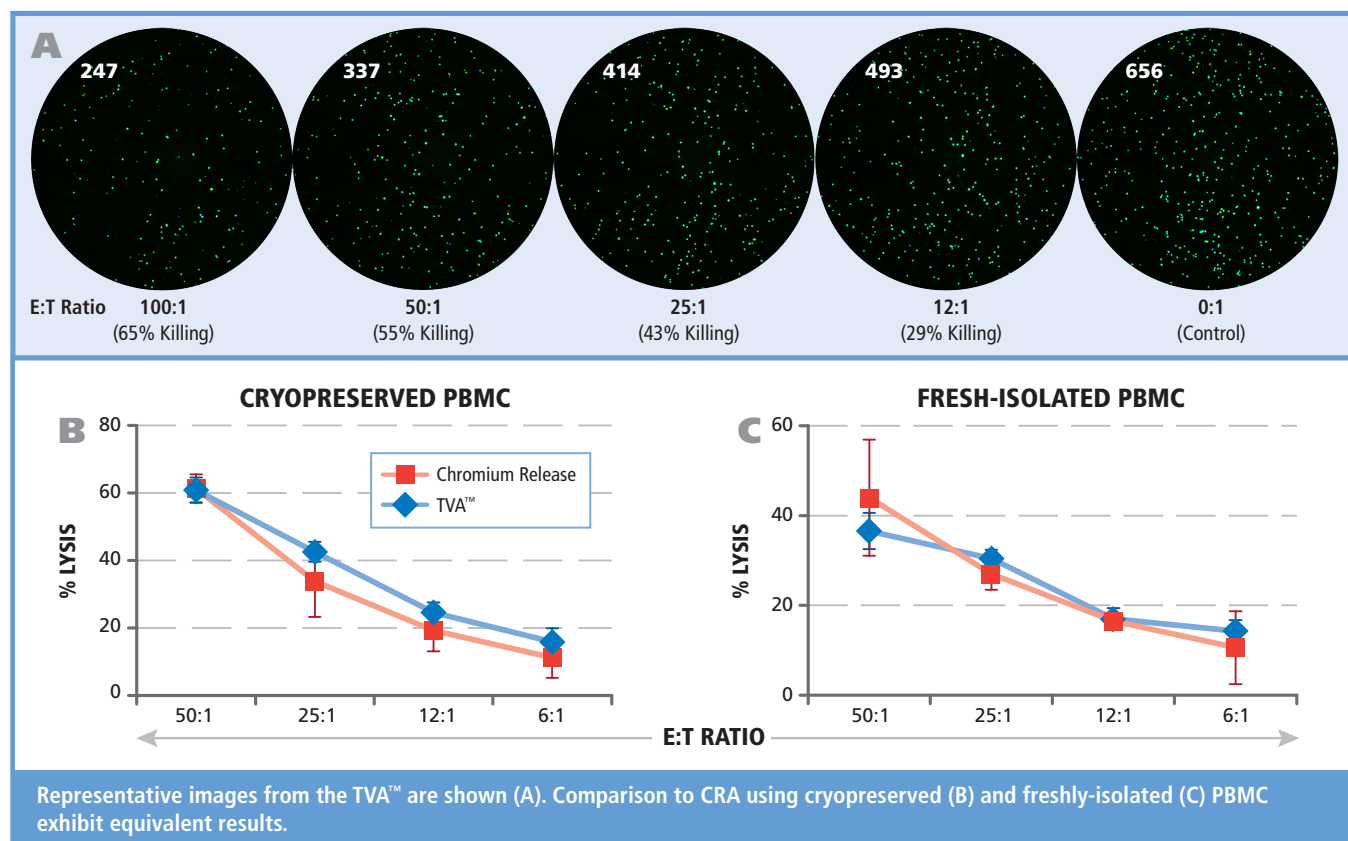 A
247
337
414
493
656
E:T Ratio
100:1
50:1
25:1
12:1
0:1
(65% Killing)
(55% Killing)
(43% Killing)
(29% Killing)
(Control)
B
CRYOPRESERVED PBMC
% LYSIS
80
60
40
20
0
Chromium Release
TVA™
50:1
25:1
12:1
6:1
C
FRESH-ISOLATED PBMC
% LYSIS
60
40
20
0
50:1
25:1
12:1
6:1
E:T RATIO
Representative images from the TVA™ are shown (A). Comparison to CRA using cryopreserved (B) and freshly-isolated (C) PBMC
exhibit equivalent results.